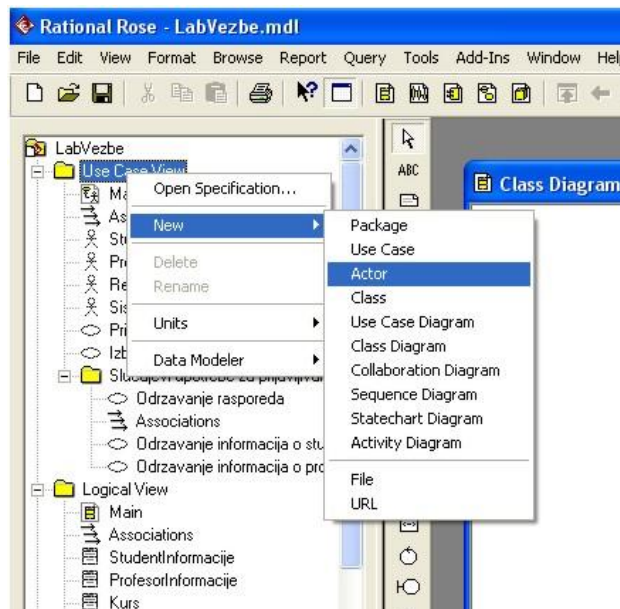 Rational Rose - LabVezbe.mdl
File Edit View Format Browse Report Query Tools Add-Ins Window Help
LabVezbe
Use Case View
Open Specification...
New
Delete
Rename
Units
Data Modeler
Package
Use Case
Actor
Class
Use Case Diagram
Class Diagram
Collaboration Diagram
Sequence Diagram
Statechart Diagram
Activity Diagram
File
URL
ABC
Class Diagram
Odrzavanje rasporeda
Associations
Odrzavanje informacija o
Odrzavanje informacija o
Logical View
Main
Associations
StudentInformacije
ProfesorInformacije
Kurs